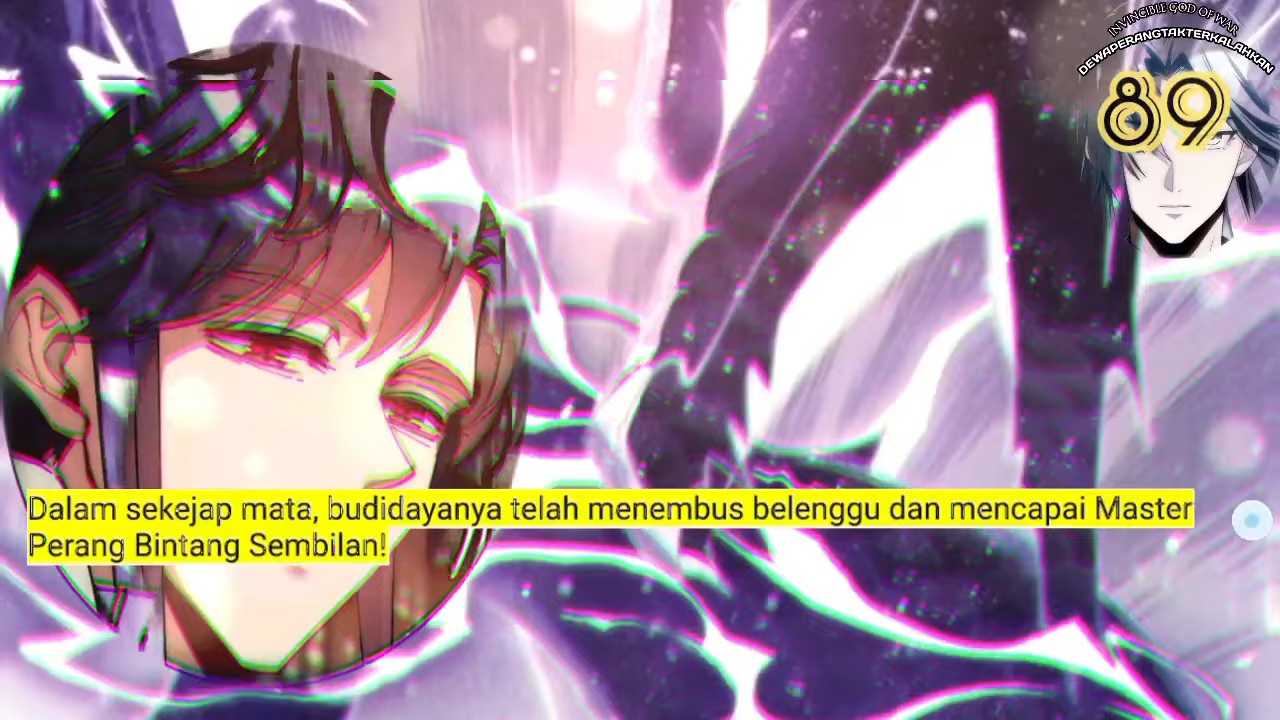 INVINCIBLE GOD OF WAR
DEWAPERANGTAKTERKALAHKAN
89
Dalam sekejap mata, budidayanya telah menembus belenggu dan mencapai Master
Perang Bintang Sembilan!